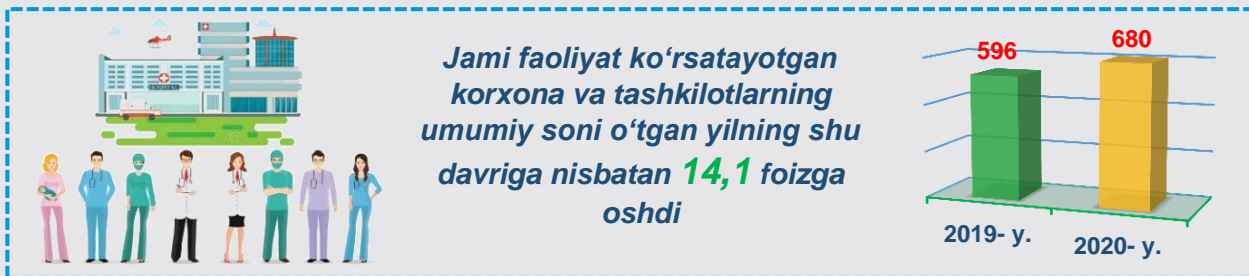 HOSPITAL
Jami faoliyat ko‘rsatayotgan
korxona va tashkilotlarning
umumiy soni o‘tgan yilning shu
davriga nisbatan 14,1 foizga
oshdi
596
680
2019- y.
2020- y.